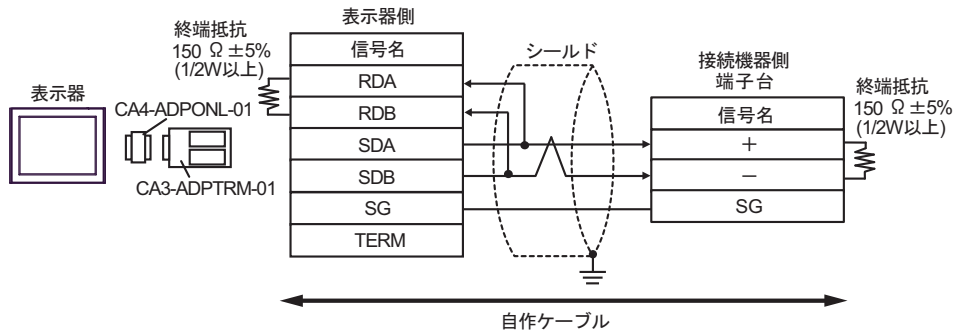 表示器
CA4-ADPONL-01
CA3-ADPTRM-01
終端抵抗
150 Ω ±5%
(1/2W以上)
表示器側
信号名
RDA
RDB
SDA
SDB
SG
TERM
シールド
接続機器側
端子台
信号名
+
-
SG
終端抵抗
150 Ω ±5%
(1/2W以上)
自作ケーブル